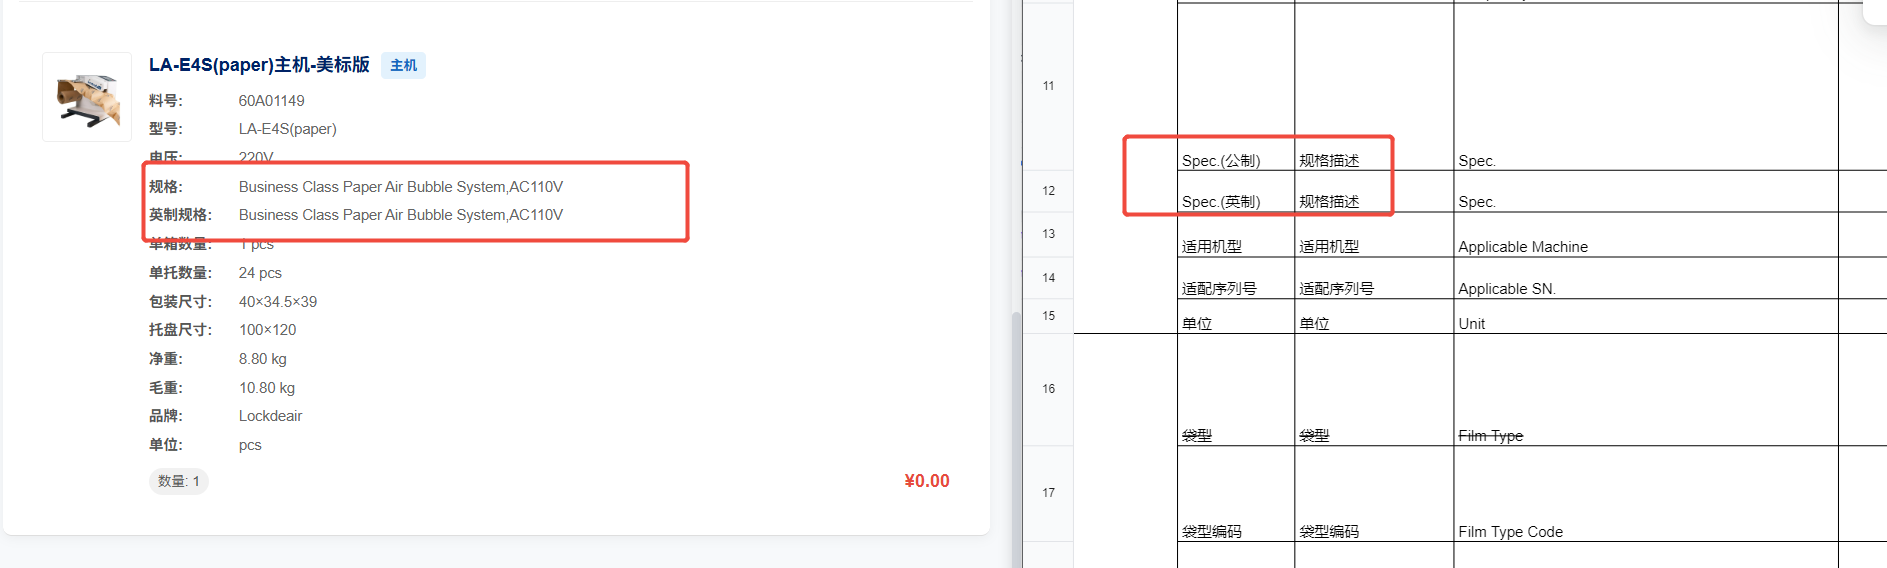 LA-E4S(paper)主机-美标版 主机
料号: 60A01149
型号: LA-E4S(paper)
电压: 220V
规格: Business Class Paper Air Bubble System,AC110V
英制规格: Business Class Paper Air Bubble System,AC110V
单箱数量: 1 pcs
单托数量: 24 pcs
包装尺寸: 40×34.5×39
托盘尺寸: 100×120
净重: 8.80 kg
毛重: 10.80 kg
品牌: Lockdeair
单位: pcs
数量: 1 ¥0.00
11 Spec.(公制) 规格描述 Spec.
12 Spec.(英制) 规格描述 Spec.
13 适用机型 适用机型 Applicable Machine
14 适配序列号 适配序列号 Applicable SN.
15 单位 单位 Unit
16 袋型 袋型 Film Type
17 袋型编码 袋型编码 Film Type Code